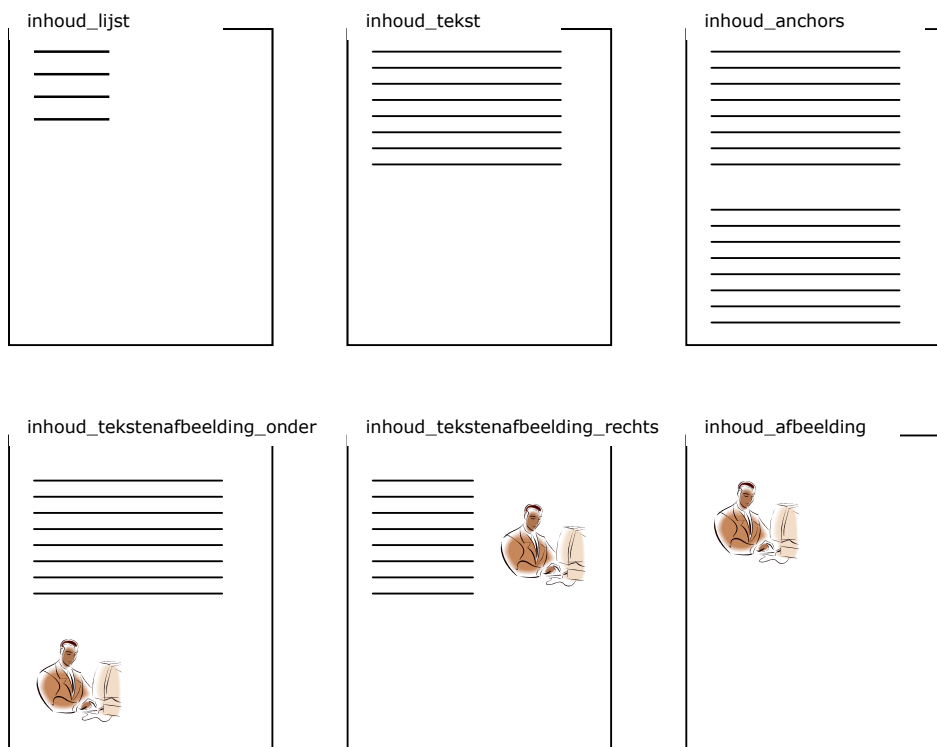 inhoud_lijst
inhoud_tekst
inhoud_anchors
inhoud_tekstenafbeelding_onder
inhoud_tekstenafbeelding_rechts
inhoud_afbeelding